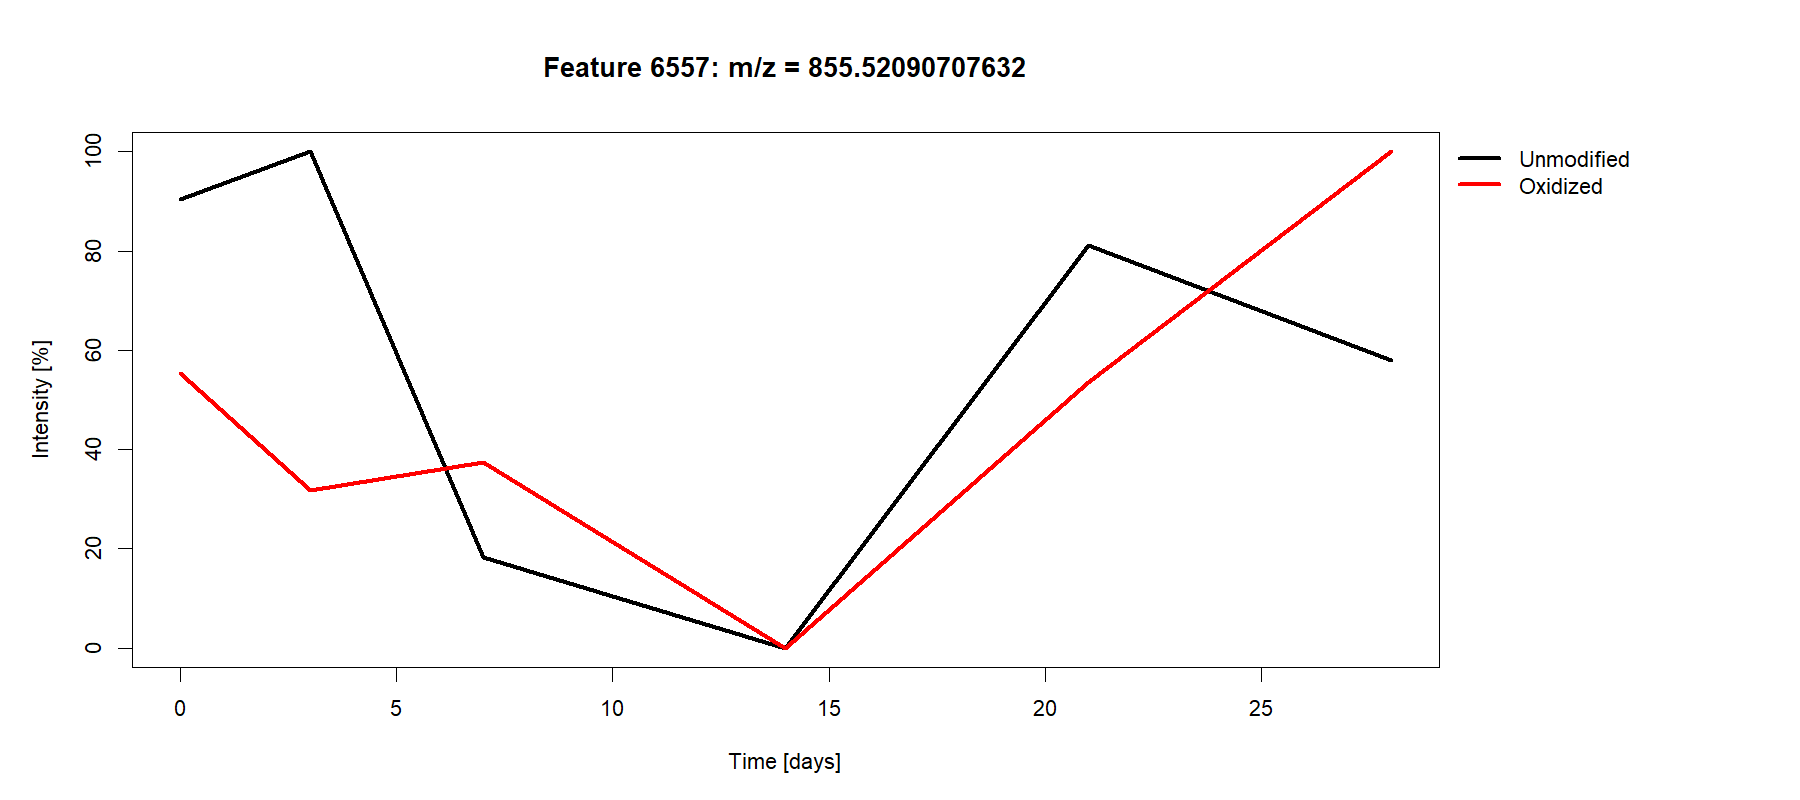 Feature 6557: m/z = 855.52090707632
Unmodified
Oxidized
Intensity [%]
100
80
60
40
20
0
0 5 10 15 20 25
Time [days]